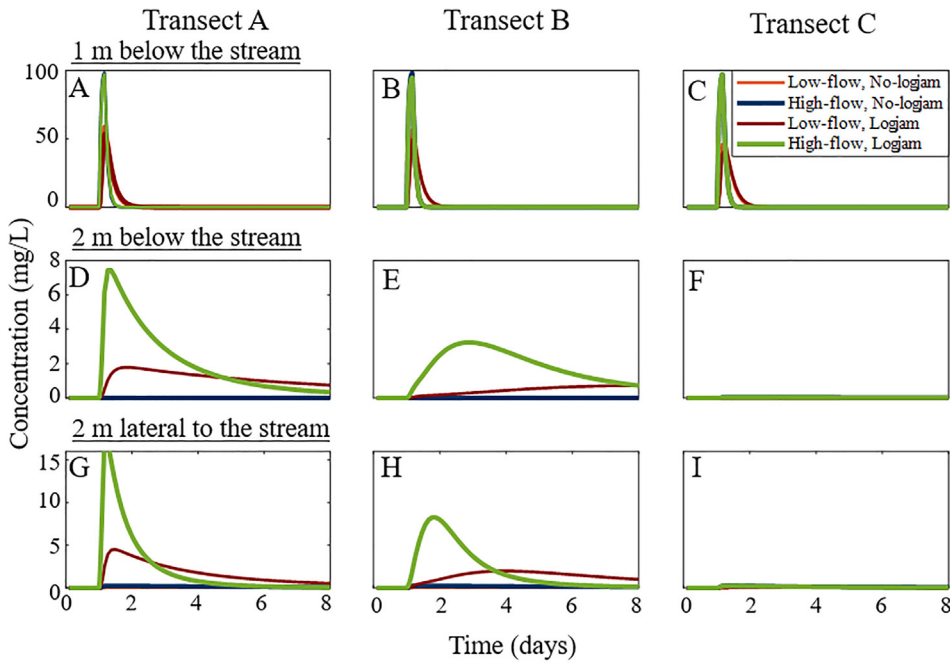 Transect A
Transect B
Transect C
1 m below the stream
100
50
0
A
B
C
Low-flow, No-logjam
High-flow, No-logjam
Low-flow, Logjam
High-flow, Logjam
2 m below the stream
8
6
4
2
0
D
E
F
2 m lateral to the stream
15
10
5
0
G
H
I
0 2 4 6 8
0 2 4 6 8
0 2 4 6 8
Concentration (mg/L)
Time (days)